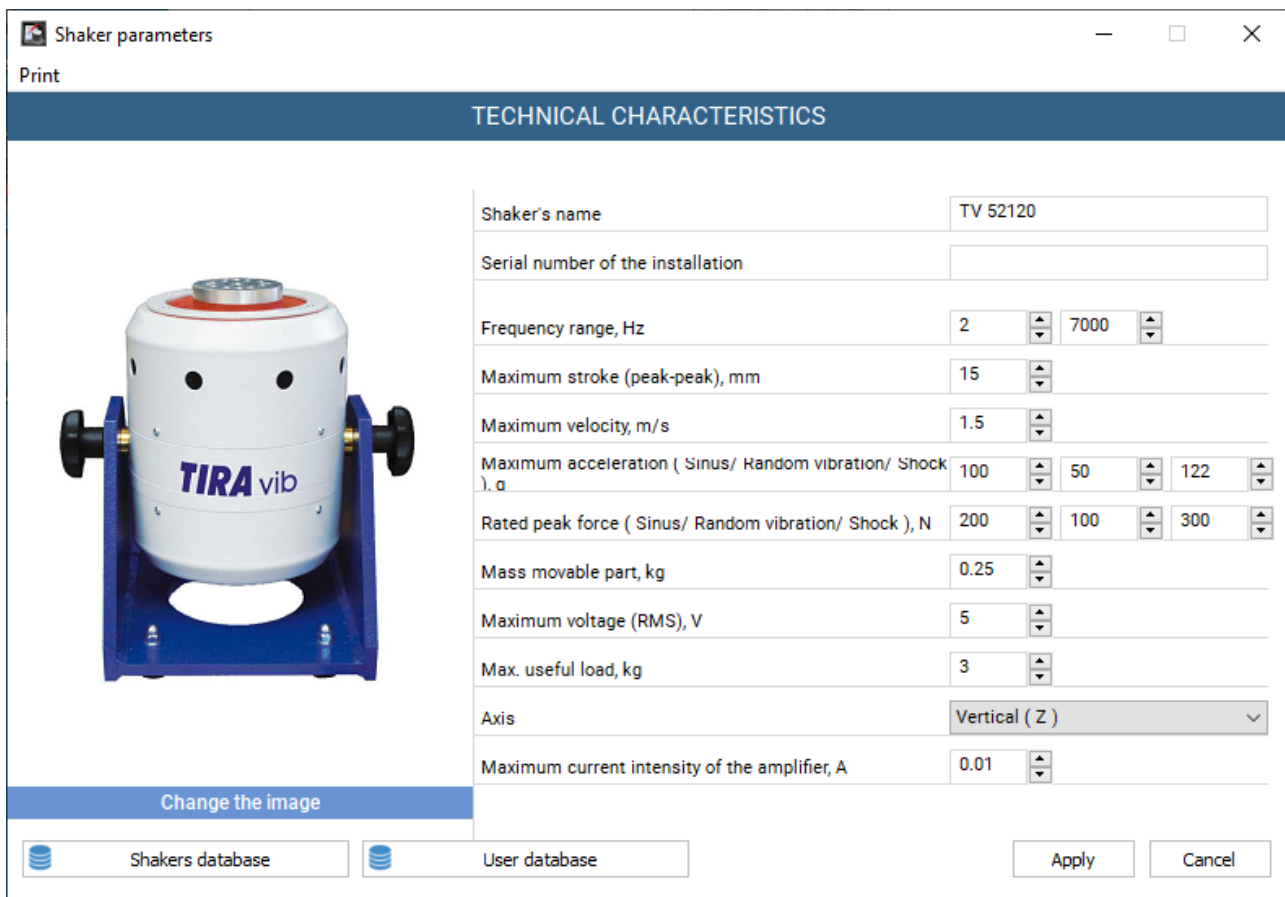 Shaker parameters
Print
TECHNICAL CHARACTERISTICS
Shaker's name TV 52120
Serial number of the installation
Frequency range, Hz 2 7000
Maximum stroke (peak-peak), mm 15
Maximum velocity, m/s 1.5
Maximum acceleration ( Sinus/ Random vibration/ Shock
), g 100 50 122
Rated peak force ( Sinus/ Random vibration/ Shock ), N 200 100 300
Mass movable part, kg 0.25
Maximum voltage (RMS), V 5
Max. useful load, kg 3
Axis Vertical ( Z )
Maximum current intensity of the amplifier, A 0.01
TIRA vib
Change the image
Shakers database User database Apply Cancel